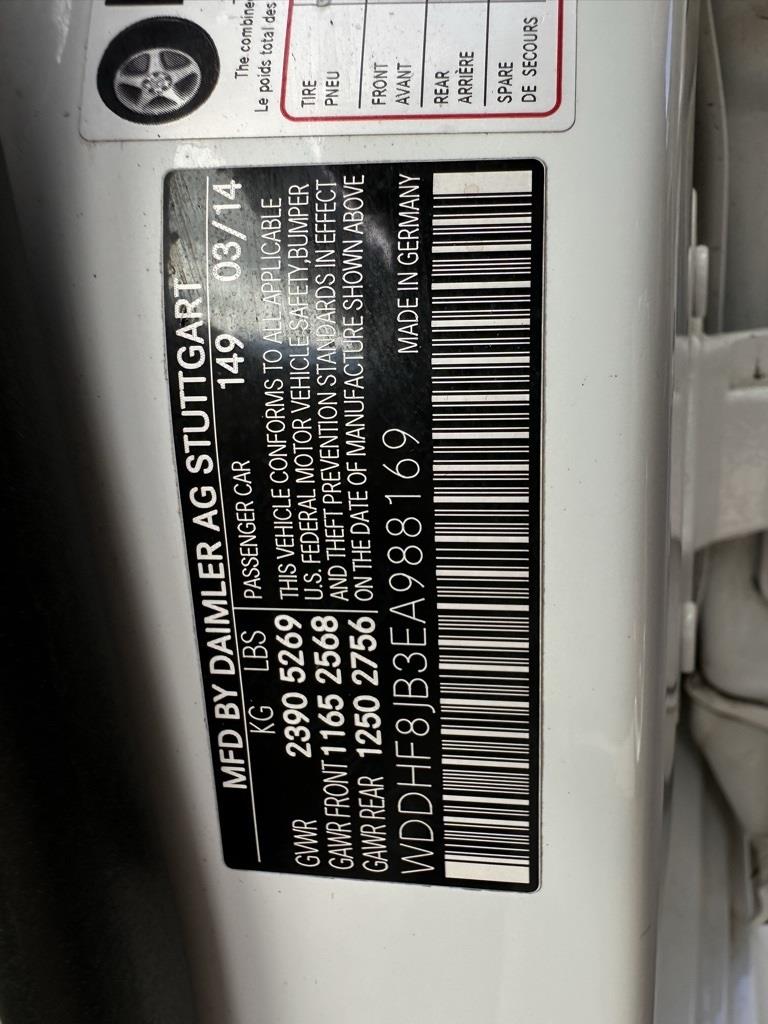 The combine
Le poids total des
TIRE
PNEU
FRONT
AVANT
REAR
ARRIÈRE
SPARE
DE SECOURS
MFD BY DAIMLER AG STUTTGART
KG LBS PASSENGER CAR 149 03/14
GVWR 2390 5269 THIS VEHICLE CONFORMS TO ALL APPLICABLE
U.S. FEDERAL MOTOR VEHICLE SAFETY,BUMPER
GAWR FRONT 1165 2568 AND THEFT PREVENTION STANDARDS IN EFFECT
GAWR REAR 1250 2756 ON THE DATE OF MANUFACTURE SHOWN ABOVE
WDDHF8JB3EA988169 MADE IN GERMANY